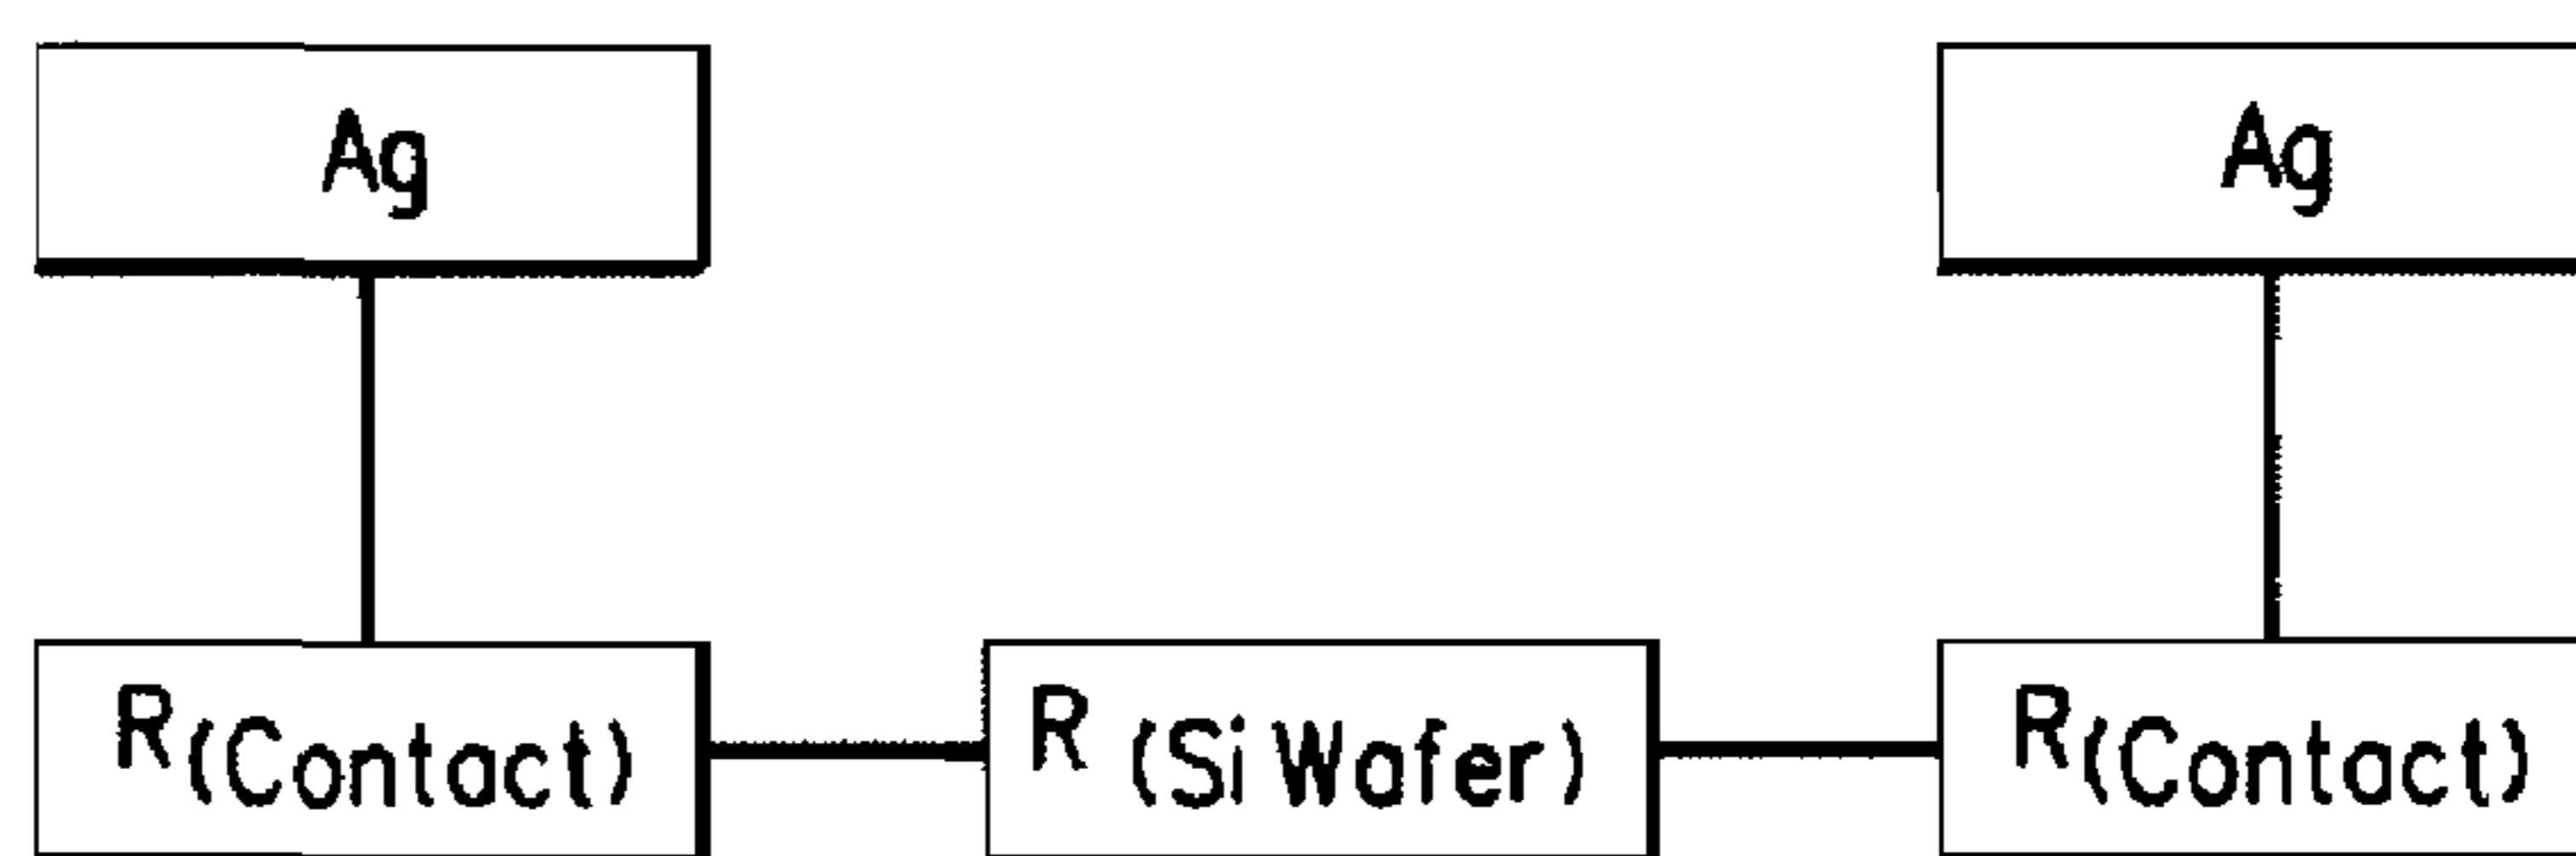 Ag
Ag
R(Contact)
R (Si Wafer)
R(Contact)